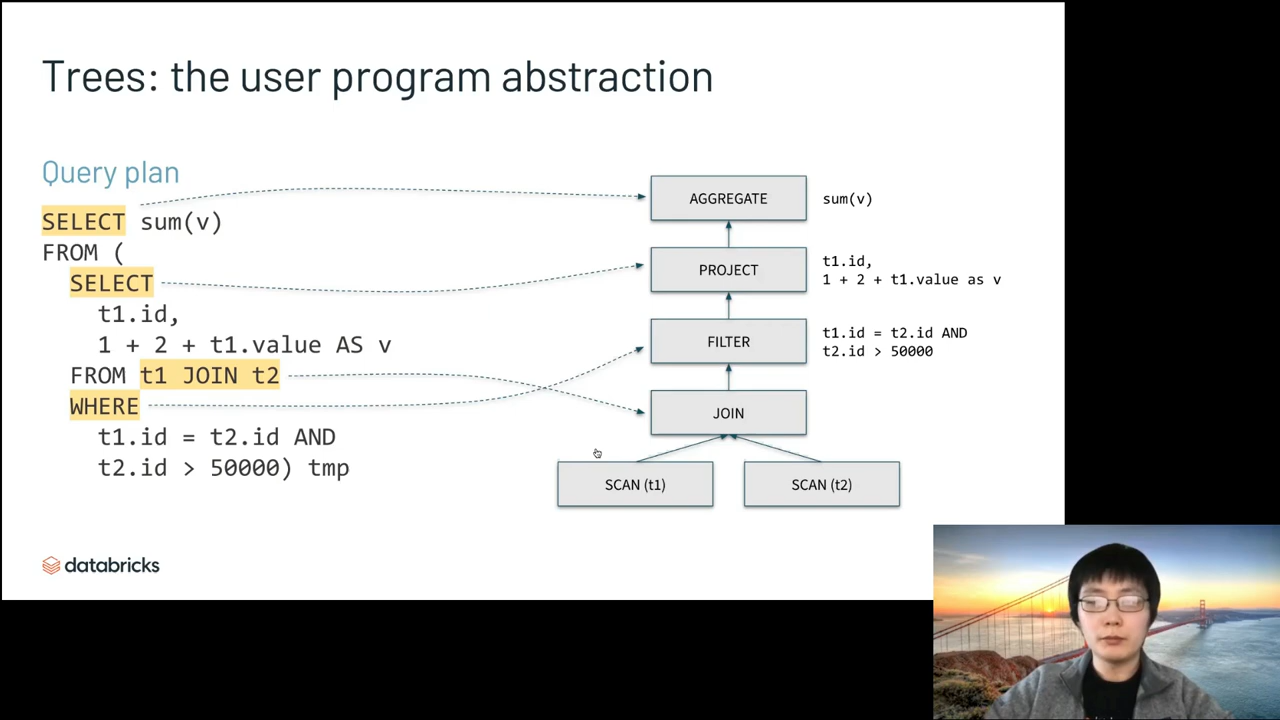 Trees: the user program abstraction
Query plan
SELECT sum(v)
FROM (
SELECT
t1.id,
1 + 2 + t1.value AS v
FROM t1 JOIN t2
WHERE
t1.id = t2.id AND
t2.id > 50000) tmp
AGGREGATE
sum(v)
PROJECT
t1.id,
1 + 2 + t1.value as v
FILTER
t1.id = t2.id AND
t2.id > 50000
JOIN
SCAN (t1)
SCAN (t2)
databricks